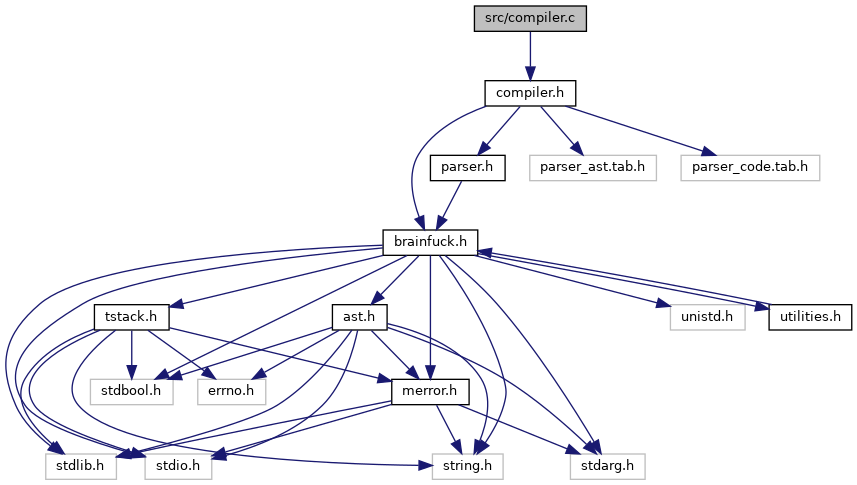 src/compiler.c
compiler.h
parser.h
parser_ast.tab.h
parser_code.tab.h
brainfuck.h
tstack.h
ast.h
unistd.h
utilities.h
stdbool.h
errno.h
merror.h
stdlib.h
stdio.h
string.h
stdarg.h